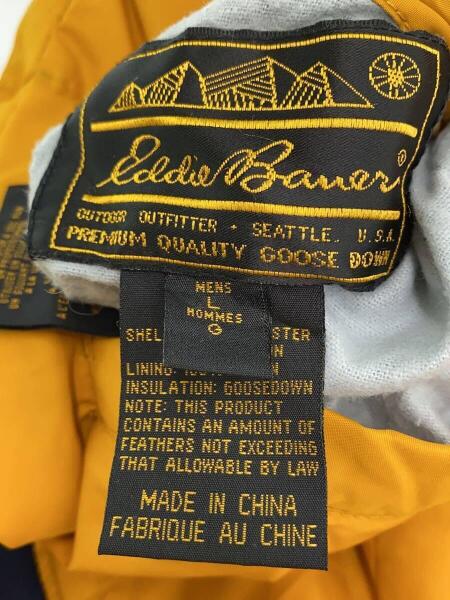 Eddie Bauer®
OUTDOOR OUTFITTER • SEATTLE, U.S.A.
PREMIUM QUALITY GOOSE DOWN
MENS
L
HOMMES
G
LINING:
INSULATION: GOOSEDOWN
NOTE: THIS PRODUCT
CONTAINS AN AMOUNT OF
FEATHERS NOT EXCEEDING
THAT ALLOWABLE BY LAW
MADE IN CHINA
FABRIQUE AU CHINE